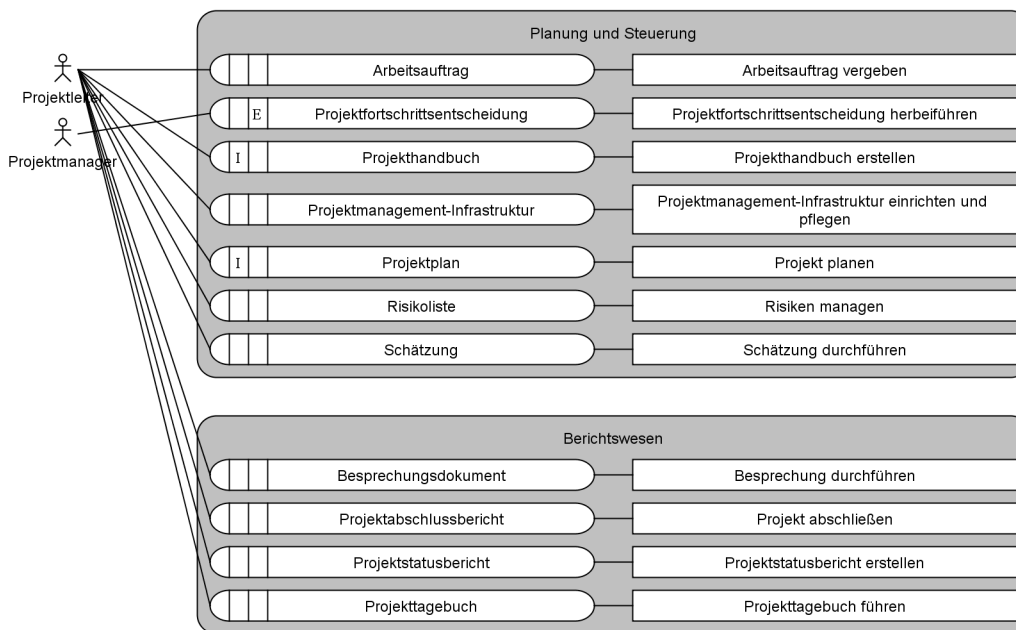 Planung und Steuerung
Projektleiter
Arbeitsauftrag
Arbeitsauftrag vergeben
Projektmanager
E
Projektfortschrittsentscheidung
Projektfortschrittsentscheidung herbeiführen
I
Projekthandbuch
Projekthandbuch erstellen
Projektmanagement-Infrastruktur
Projektmanagement-Infrastruktur einrichten und
pflegen
I
Projektplan
Projekt planen
Risikoliste
Risiken managen
Schätzung
Schätzung durchführen
Berichtswesen
Besprechungsdokument
Besprechung durchführen
Projektabschlussbericht
Projekt abschließen
Projektstatusbericht
Projektstatusbericht erstellen
Projekttagebuch
Projekttagebuch führen